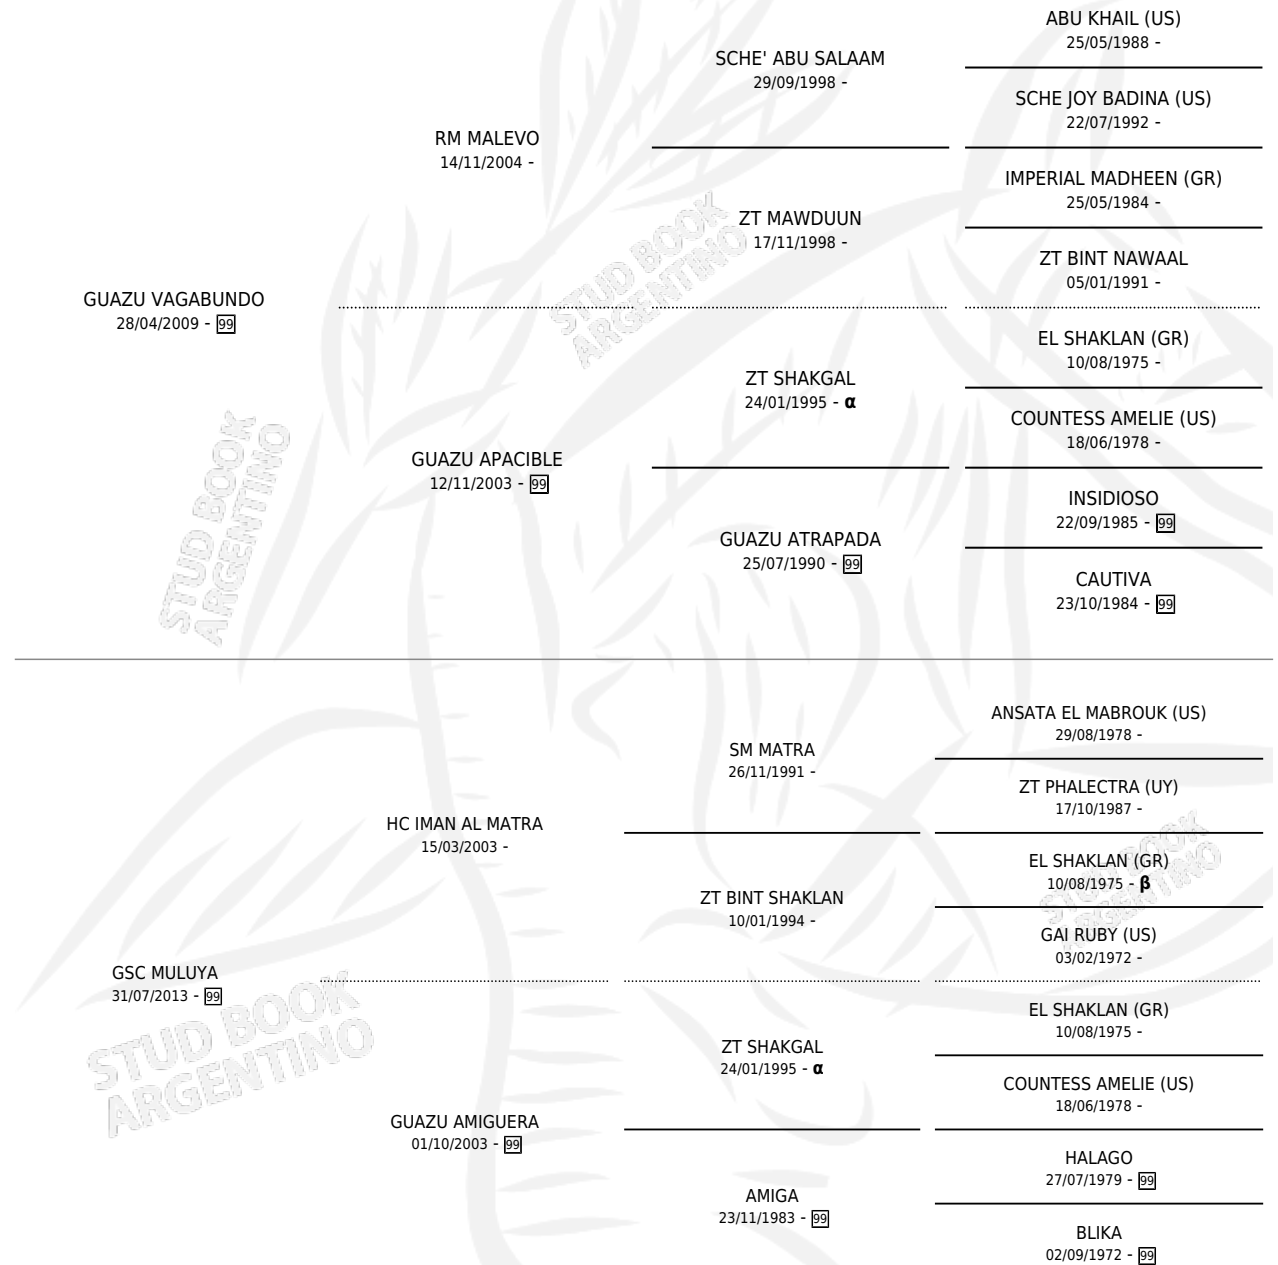 ABU KHAIL (US)
25/05/1988 -
SCHE' ABU SALAAM
29/09/1998 -
SCHE JOY BADINA (US)
22/07/1992 -
RM MALEVO
14/11/2004 -
IMPERIAL MADHEEN (GR)
25/05/1984 -
ZT MAWDUUN
17/11/1998 -
ZT BINT NAWAAL
05/01/1991 -
GUAZU VAGABUNDO
28/04/2009 - 99
STUD BOOK
ARGENTINO
EL SHAKLAN (GR)
10/08/1975 -
ZT SHAKGAL
24/01/1995 - α
COUNTESS AMELIE (US)
18/06/1978 -
GUAZU APACIBLE
12/11/2003 - 99
INSIDIOSO
22/09/1985 - 99
GUAZU ATRAPADA
25/07/1990 - 99
CAUTIVA
23/10/1984 - 99
STUD BOOK
ARGENTINO
ANSATA EL MABROUK (US)
29/08/1978 -
SM MATRA
26/11/1991 -
ZT PHALECTRA (UY)
17/10/1987 -
HC IMAN AL MATRA
15/03/2003 -
EL SHAKLAN (GR)
10/08/1975 - β
STUD BOOK
ARGENTINO
ZT BINT SHAKLAN
10/01/1994 -
GAI RUBY (US)
03/02/1972 -
GSC MULUYA
31/07/2013 - 99
STUD BOOK
ARGENTINO
EL SHAKLAN (GR)
10/08/1975 -
ZT SHAKGAL
24/01/1995 - α
COUNTESS AMELIE (US)
18/06/1978 -
GUAZU AMIGUERA
01/10/2003 - 99
HALAGO
27/07/1979 - 99
AMIGA
23/11/1983 - 99
BLIKA
02/09/1972 - 99